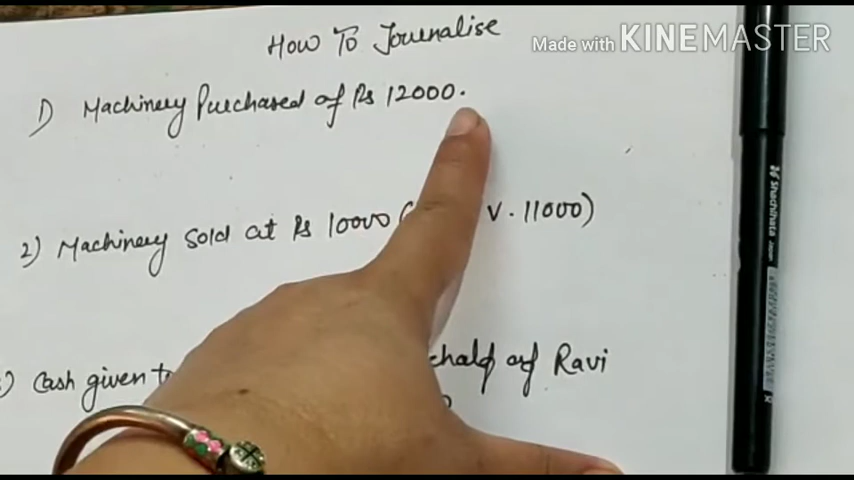 How To Journalise
Made with KINEMASTER
1) Machinery Purchased of Rs 12000.
2) Machinery sold at Rs 10000 ( V. 11000)
) Cash given t half of Ravi
Shachihata